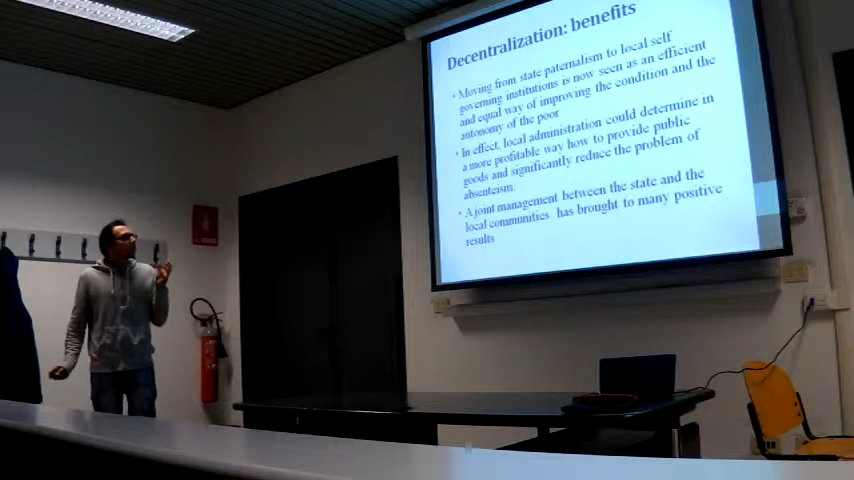 Decentralization: benefits
• Moving from state paternalism to local self
governing institutions is now seen as an efficient
and equal way of improving the condition and the
autonomy of the poor
• In effect, local administration could determine in
a more profitable way how to provide public
goods and significantly reduce the problem of
absenteism.
• A joint management between the state and the
local communities has brought to many positive
results